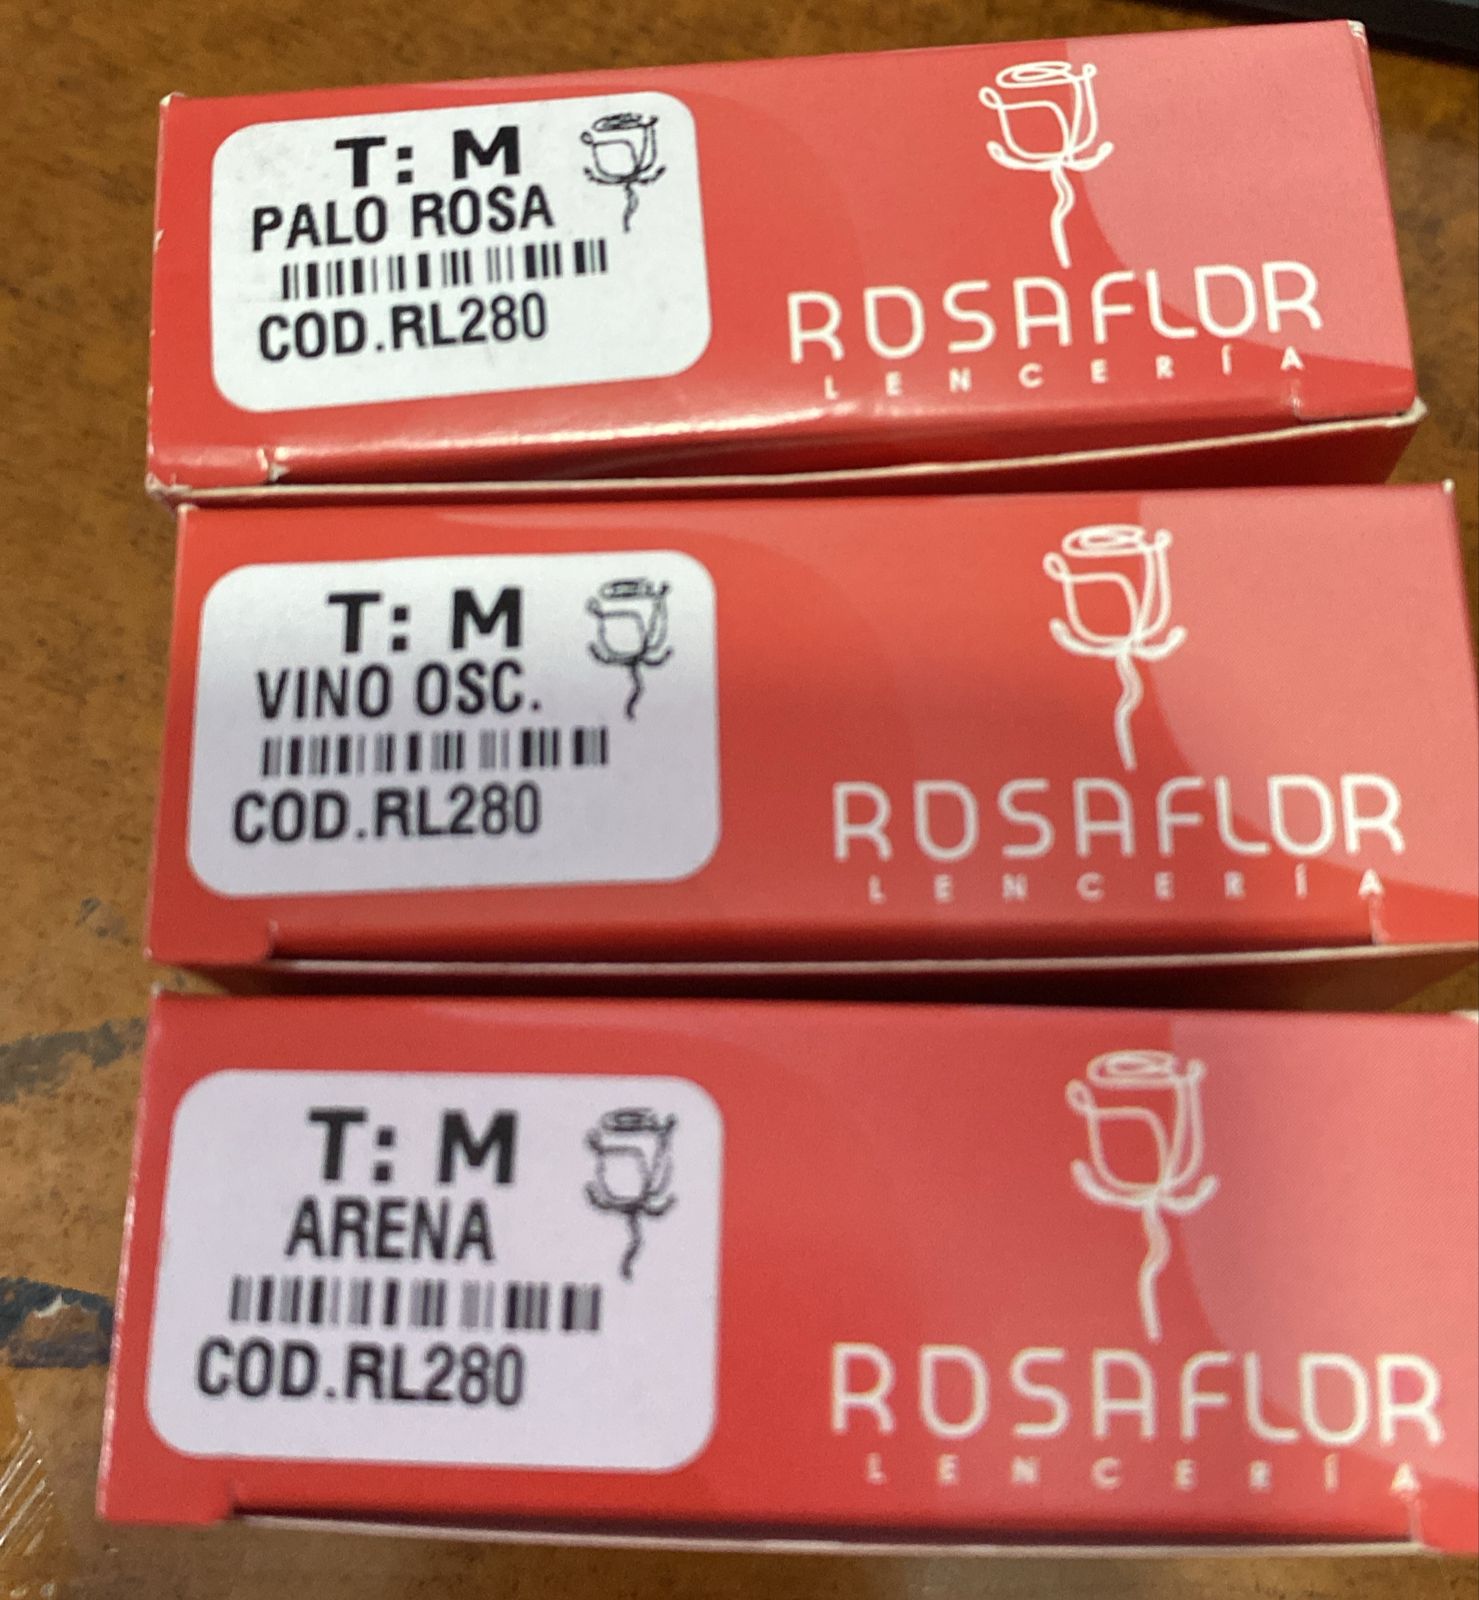 T: M
PALO ROSA
COD.RL280
ROSAFLOR
LENCERÍA
T: M
VINO OSC.
COD.RL280
ROSAFLOR
LENCERÍA
T: M
ARENA
COD.RL280
ROSAFLOR
LENCERÍA